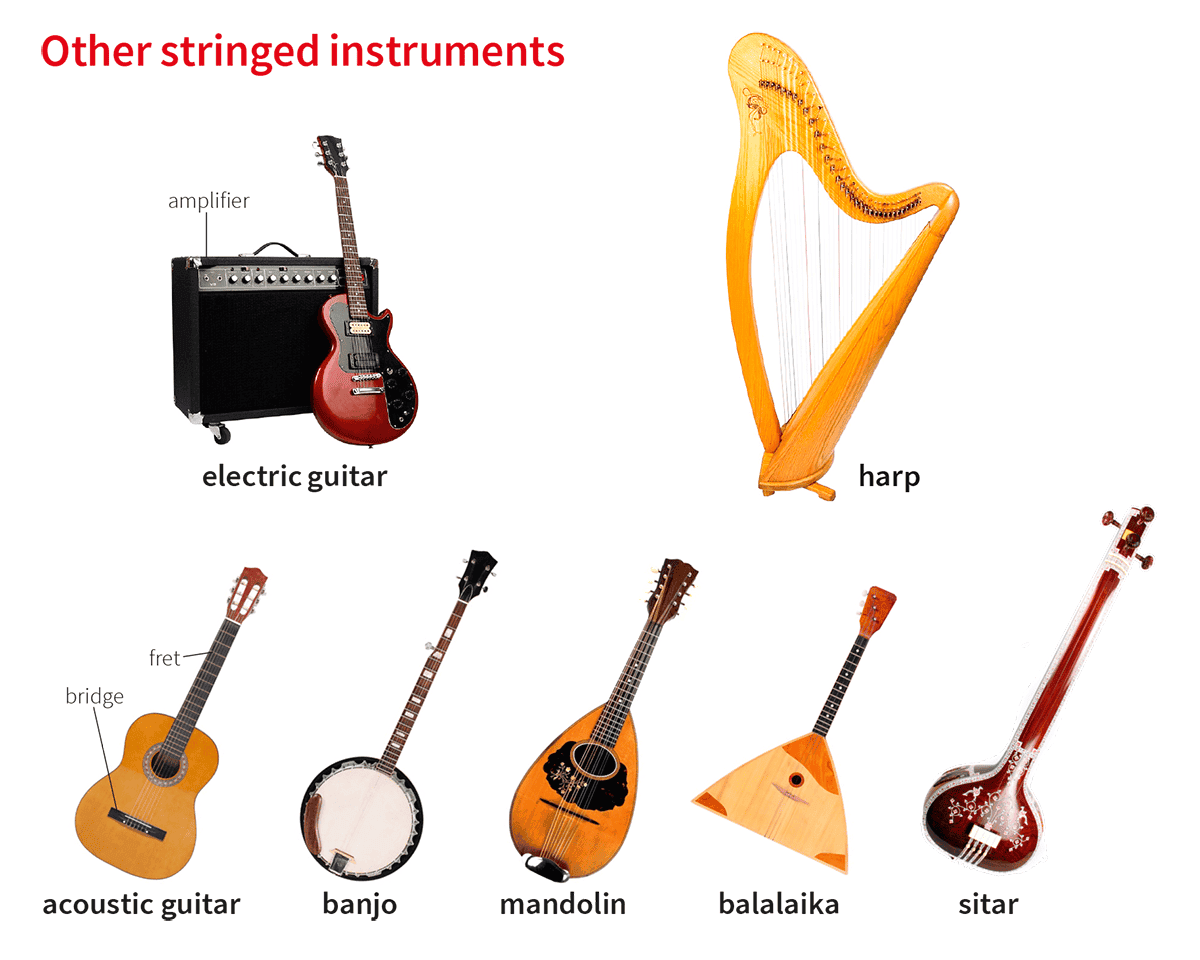 Other stringed instruments
amplifier
electric guitar
harp
fret
bridge
acoustic guitar
banjo
mandolin
balalaika
sitar